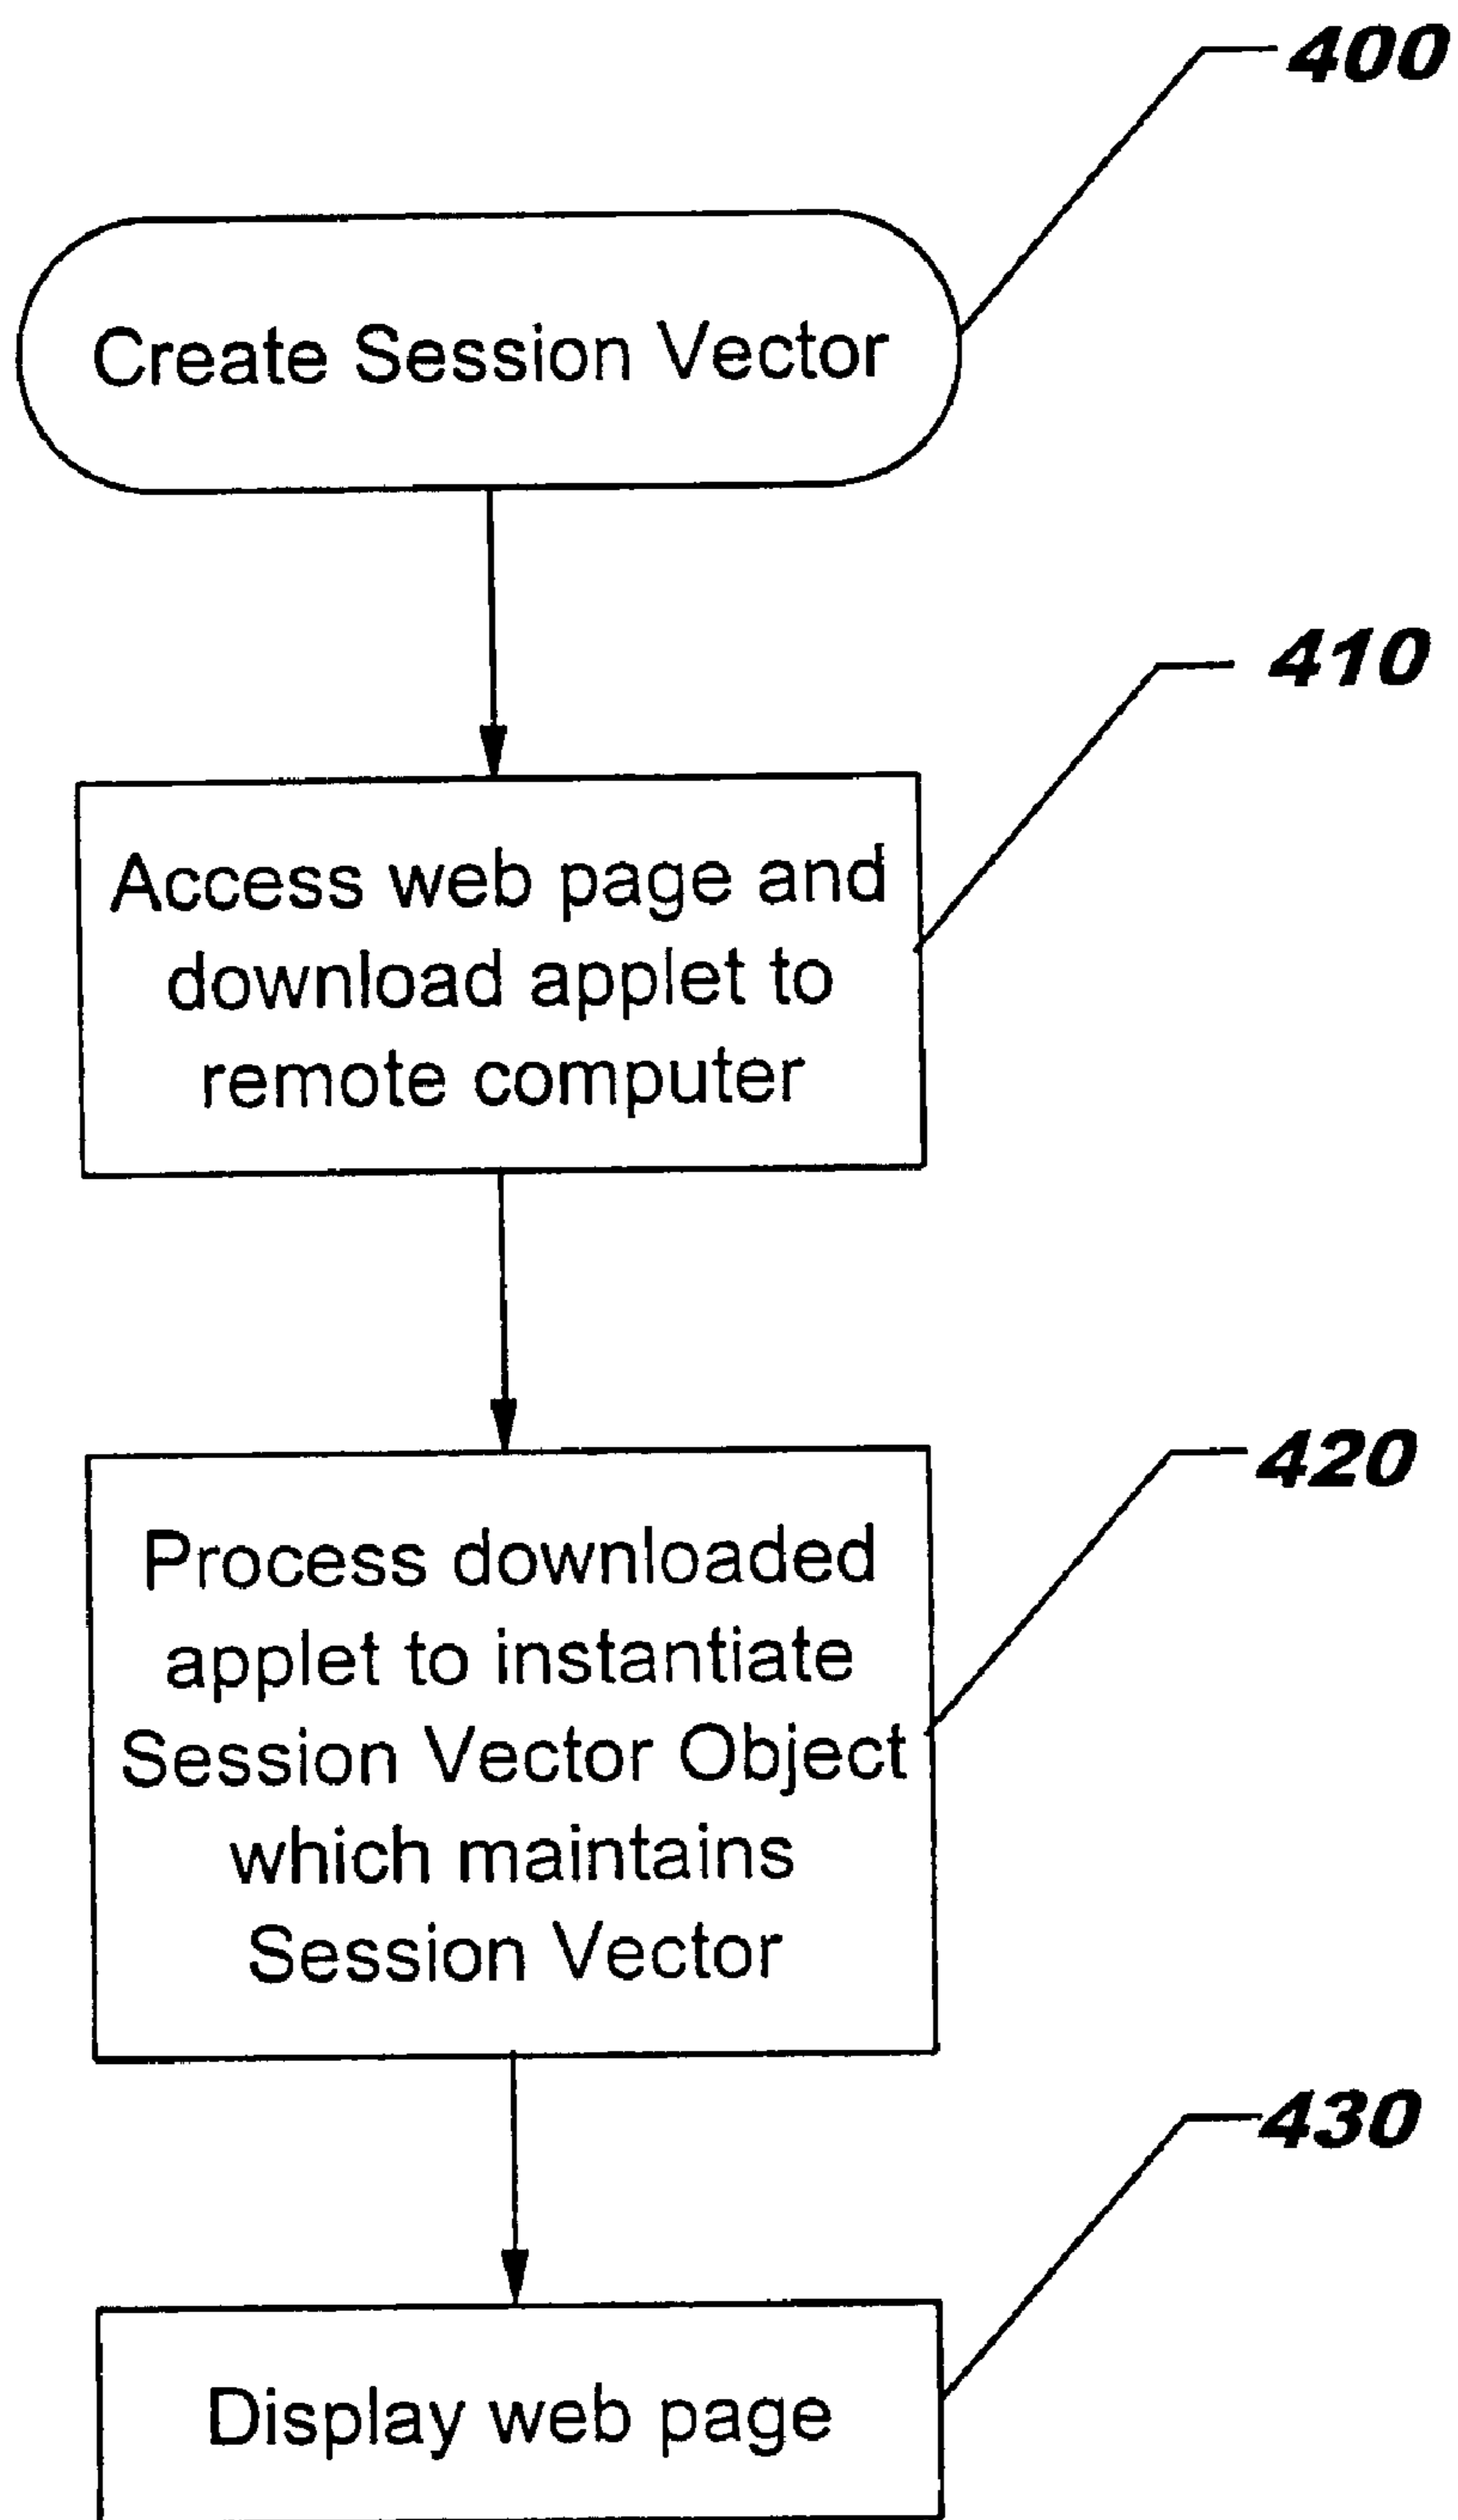 400
Create Session Vector
410
Access web page and
download applet to
remote computer
420
Process downloaded
applet to instantiate
Session Vector Object
which maintains
Session Vector
430
Display web page